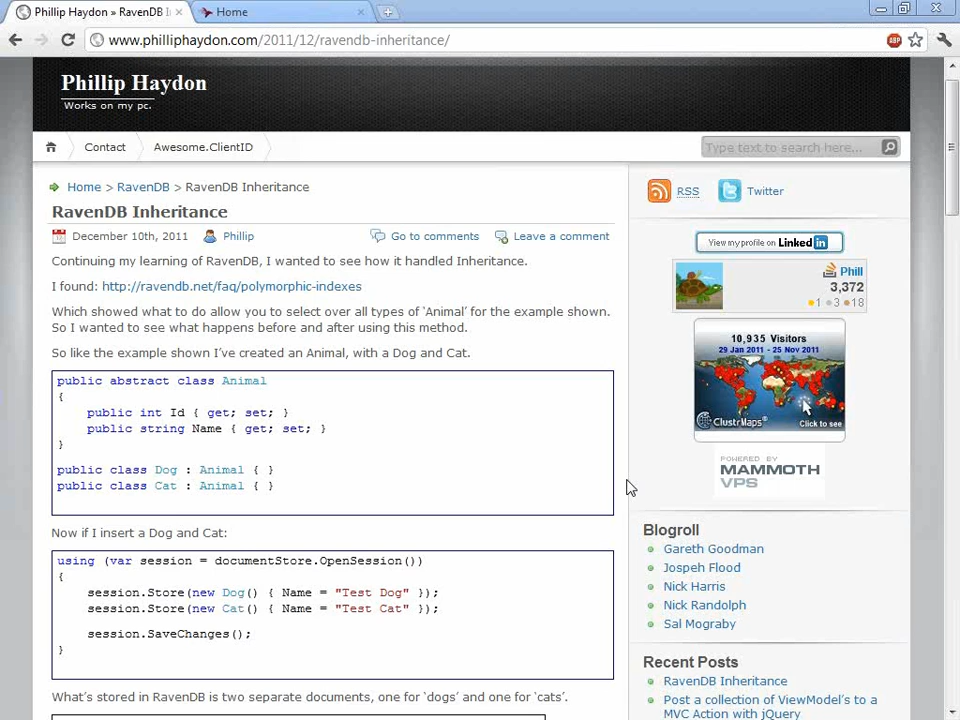 Phillip Haydon » RavenDB I
Home
www.philliphaydon.com/2011/12/ravendb-inheritance/
ABP
Phillip Haydon
Works on my pc.
Contact
Awesome.ClientID
Type text to search here...
Home > RavenDB > RavenDB Inheritance
RavenDB Inheritance
December 10th, 2011
Phillip
Go to comments
Leave a comment
Continuing my learning of RavenDB, I wanted to see how it handled Inheritance.
I found: http://ravendb.net/faq/polymorphic-indexes
Which showed what to do allow you to select over all types of ‘Animal’ for the example shown.
So I wanted to see what happens before and after using this method.
So like the example shown I’ve created an Animal, with a Dog and Cat.
public abstract class Animal
{
public int Id { get; set; }
public string Name { get; set; }
}
public class Dog : Animal { }
public class Cat : Animal { }
Now if I insert a Dog and Cat:
using (var session = documentStore.OpenSession())
{
session.Store(new Dog() { Name = "Test Dog" });
session.Store(new Cat() { Name = "Test Cat" });
session.SaveChanges();
}
What’s stored in RavenDB is two separate documents, one for ‘dogs’ and one for ‘cats’.
RSS
Twitter
View my profile on Linked in
Phill
3,372
1 3 18
10,935 Visitors
29 Jan 2011 - 25 Nov 2011
ClustrMaps®
Click to see
POWERED BY
MAMMOTH
VPS
Blogroll
Gareth Goodman
Jospeh Flood
Nick Harris
Nick Randolph
Sal Mograby
Recent Posts
RavenDB Inheritance
Post a collection of ViewModel’s to a
MVC Action with jQuery